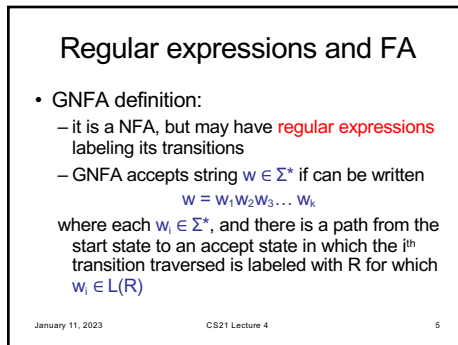 Regular expressions and FA
• GNFA definition:
– it is a NFA, but may have regular expressions
labeling its transitions
– GNFA accepts string w ∈ Σ* if can be written
w = w₁w₂w₃… wₖ
where each wᵢ ∈ Σ*, and there is a path from the
start state to an accept state in which the iᵗʰ
transition traversed is labeled with R for which
wᵢ ∈ L(R)
January 11, 2023 CS21 Lecture 4 5